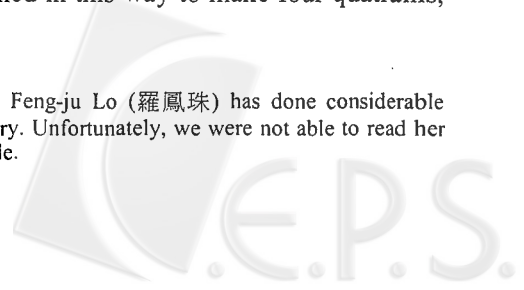 in this way to make four quatrains,
Feng-ju Lo (羅鳳珠) has done considerable
ry. Unfortunately, we were not able to read her
le.
C.E.P.S.